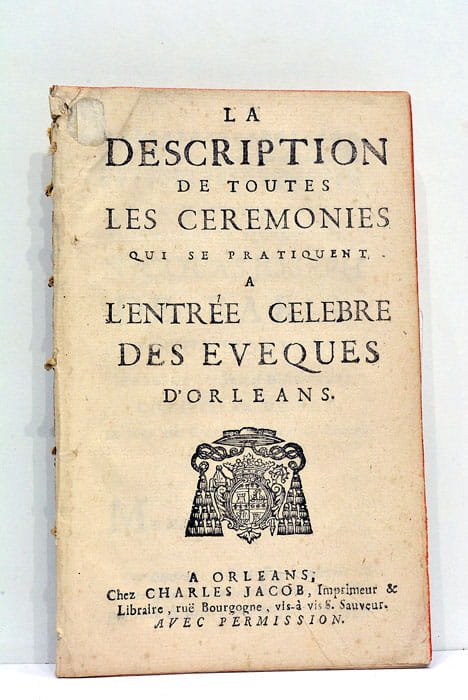 LA
DESCRIPTION
DE TOUTES
LES CEREMONIES
QUI SE PRATIQUENT,
A
L'ENTRÉE CELEBRE
DES EVEQUES
D'ORLEANS.
A ORLEANS,
Chez CHARLES JACOB, Imprimeur &
Libraire, ruë Bourgogne, vis-à vis S. Sauveur.
AVEC PERMISSION.